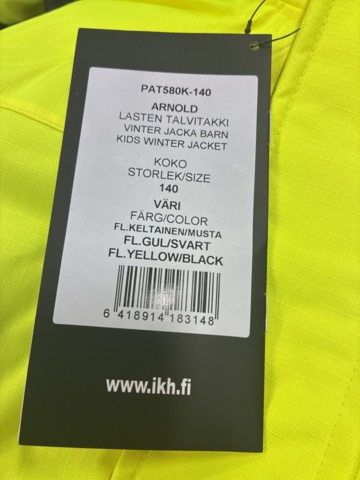 PAT580K-140
ARNOLD
LASTEN TALVITAKKI
VINTER JACKA BARN
KIDS WINTER JACKET
KOKO
STORLEK/SIZE
140
VÄRI
FÄRG/COLOR
FL.KELTAINEN/MUSTA
FL.GUL/SVART
FL.YELLOW/BLACK
6 418914 183148
www.ikh.fi